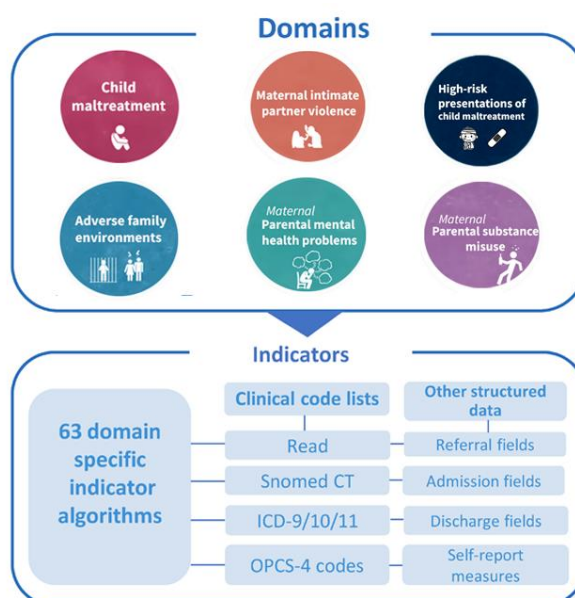 Domains
Child
maltreatment
Maternal intimate
partner violence
High-risk
presentations of
child maltreatment
Adverse family
environments
Maternal
Parental mental
health problems
Maternal
Parental substance
misuse
Indicators
63 domain
specific
indicator
algorithms
Clinical code lists
Other structured
data
Read
Referral fields
Snomed CT
Admission fields
ICD-9/10/11
Discharge fields
OPCS-4 codes
Self-report
measures